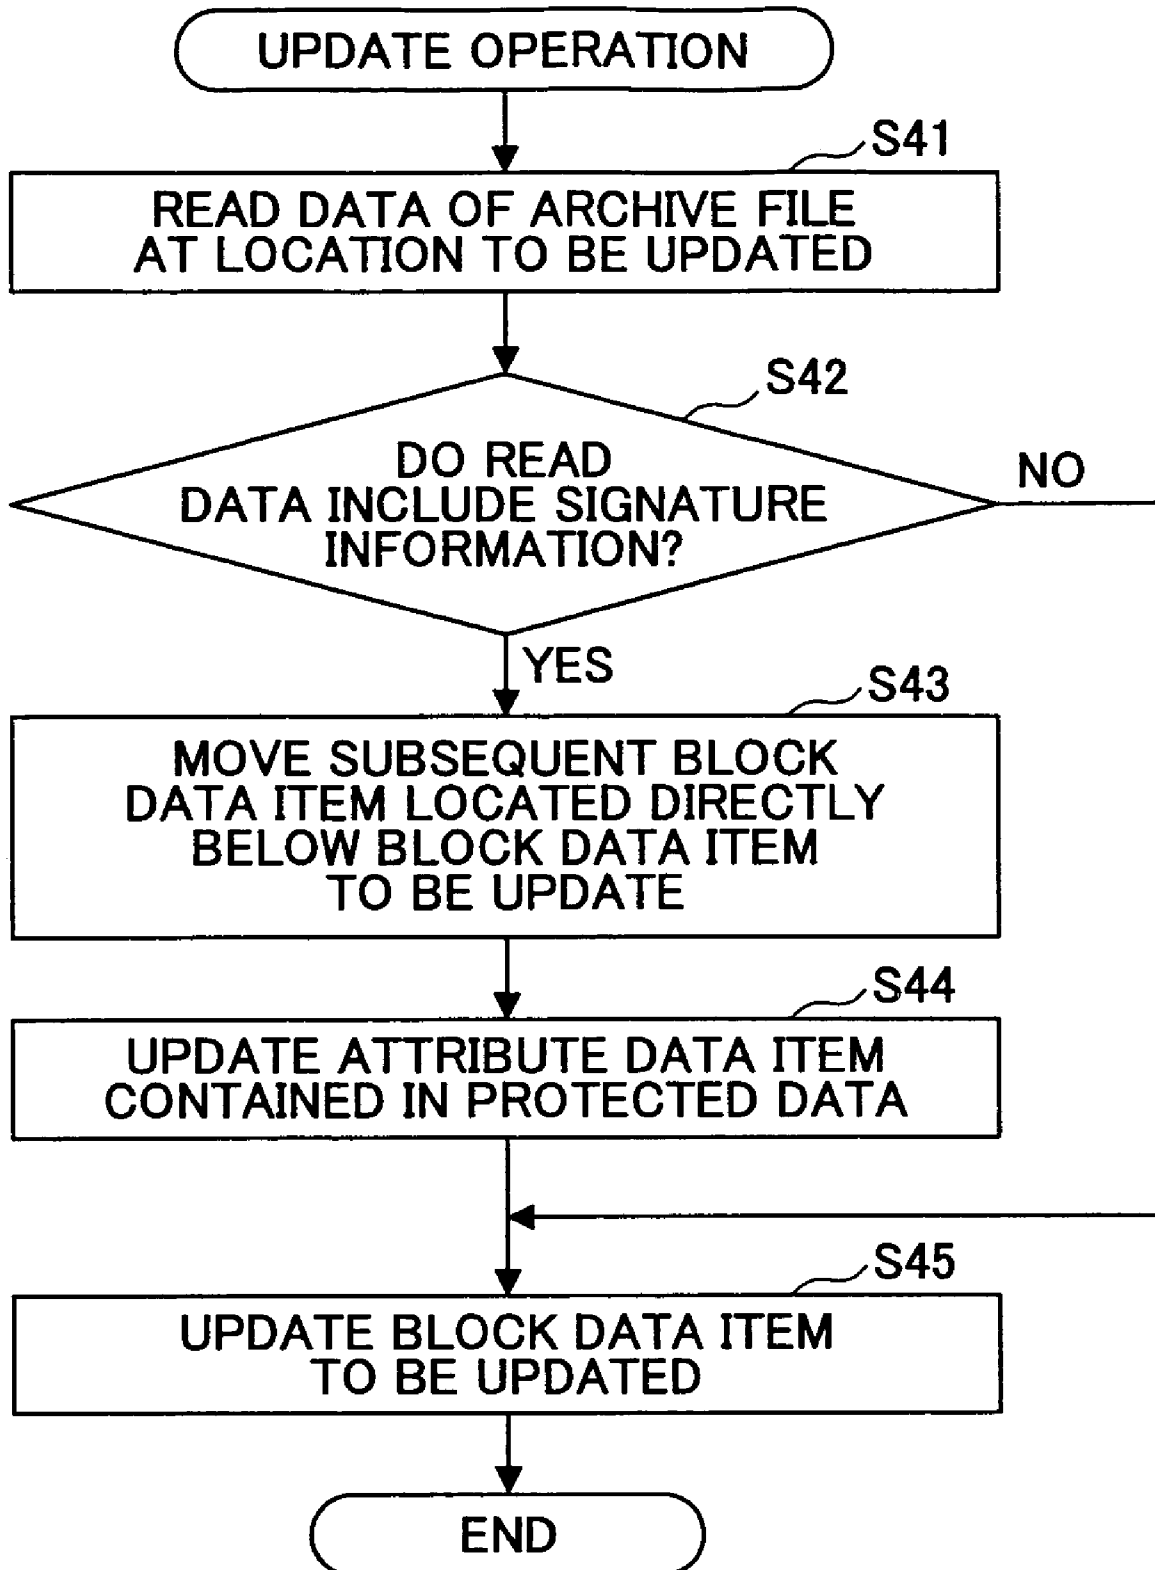 UPDATE OPERATION
S41
READ DATA OF ARCHIVE FILE
AT LOCATION TO BE UPDATED
S42
DO READ
DATA INCLUDE SIGNATURE
INFORMATION?
NO
YES
S43
MOVE SUBSEQUENT BLOCK
DATA ITEM LOCATED DIRECTLY
BELOW BLOCK DATA ITEM
TO BE UPDATE
S44
UPDATE ATTRIBUTE DATA ITEM
CONTAINED IN PROTECTED DATA
S45
UPDATE BLOCK DATA ITEM
TO BE UPDATED
END